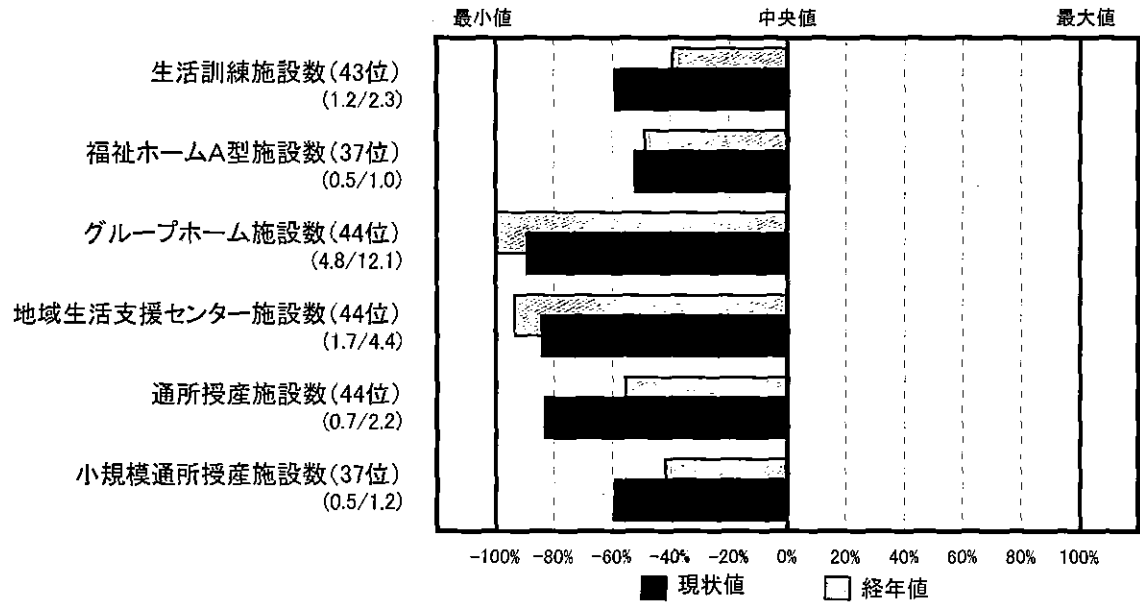 最小値 中央値 最大値
生活訓練施設数(43位)
(1.2/2.3)
福祉ホームA型施設数(37位)
(0.5/1.0)
グループホーム施設数(44位)
(4.8/12.1)
地域生活支援センター施設数(44位)
(1.7/4.4)
通所授産施設数(44位)
(0.7/2.2)
小規模通所授産施設数(37位)
(0.5/1.2)
-100% -80% -60% -40% -20% 0% 20% 40% 60% 80% 100%
現状値 経年値